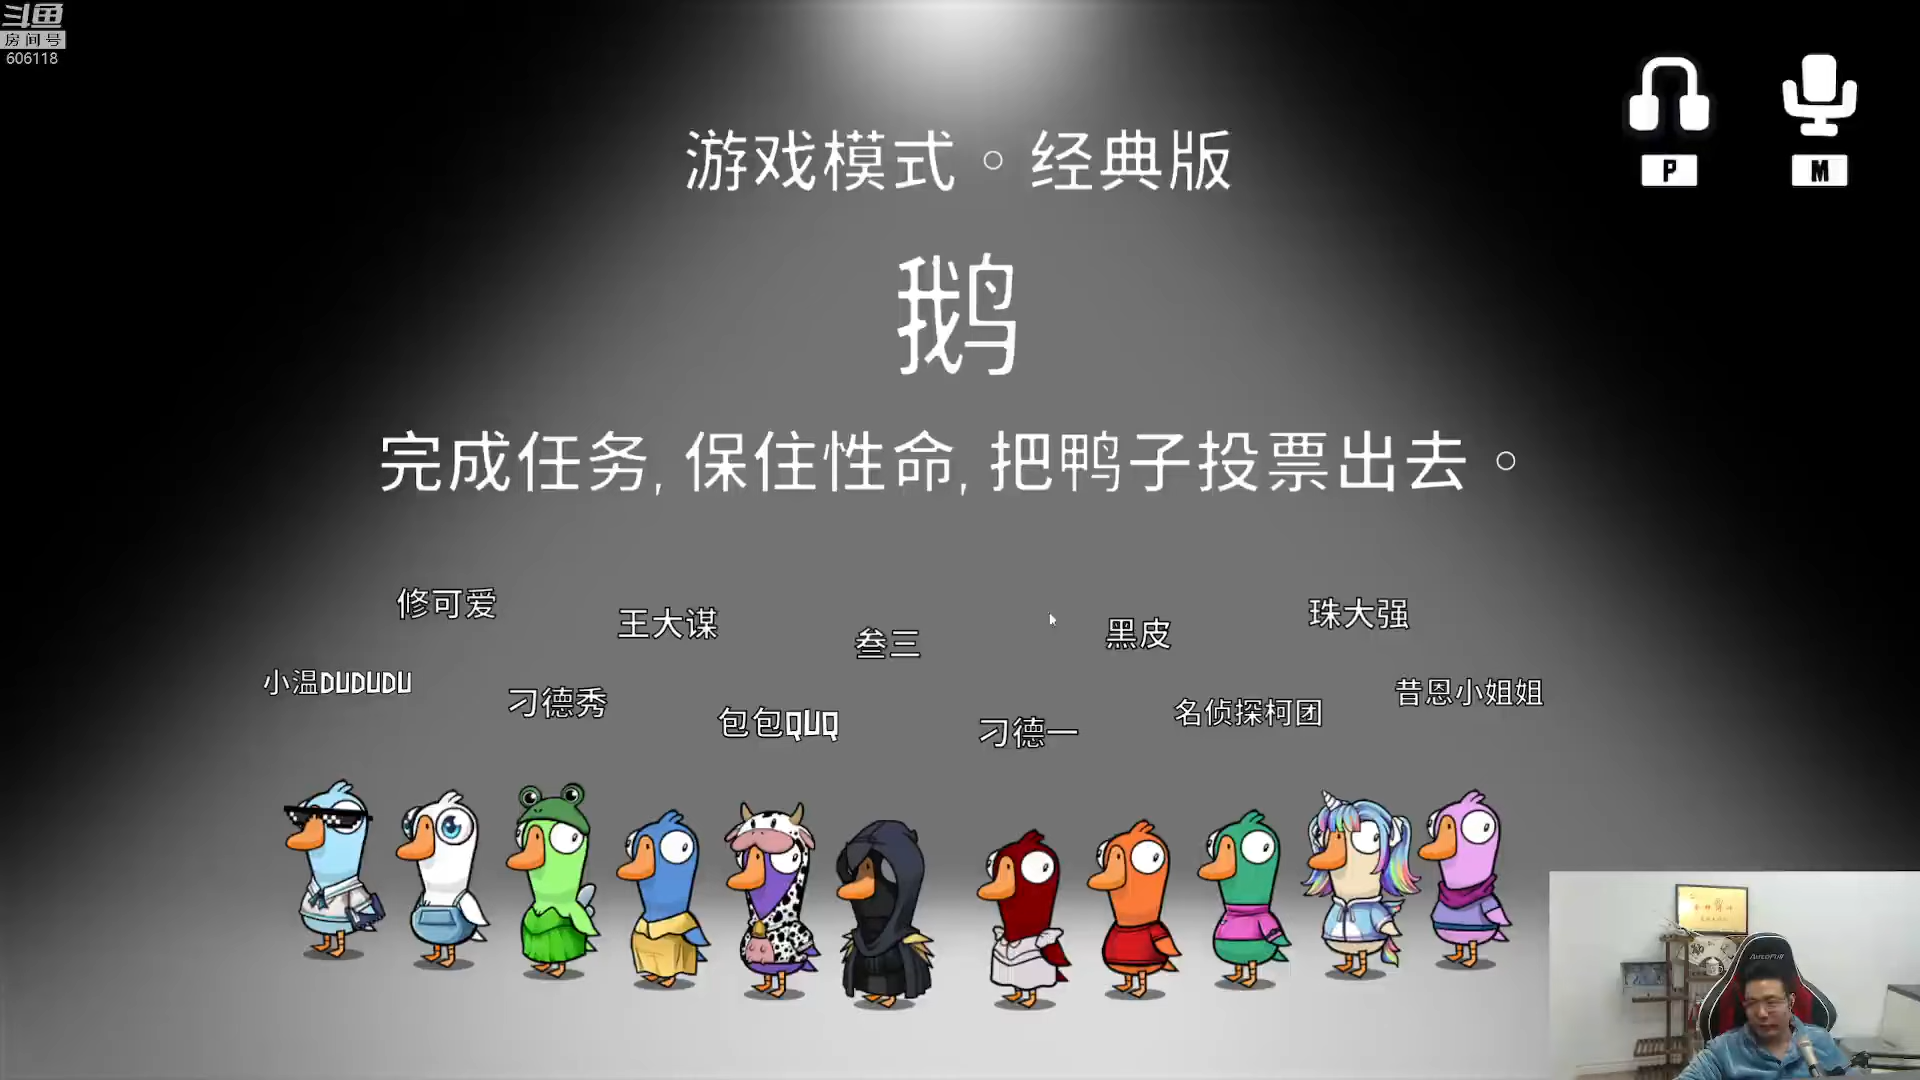 斗鱼
房间号
606118
P
M
游戏模式。经典版
鹅
完成任务, 保住性命, 把鸭子投票出去。
修可爱
王大谋
叁三
黑皮
珠大强
小温DUDUDU
刁德秀
包包QUQ
刁德一
名侦探柯团
昔恩小姐姐